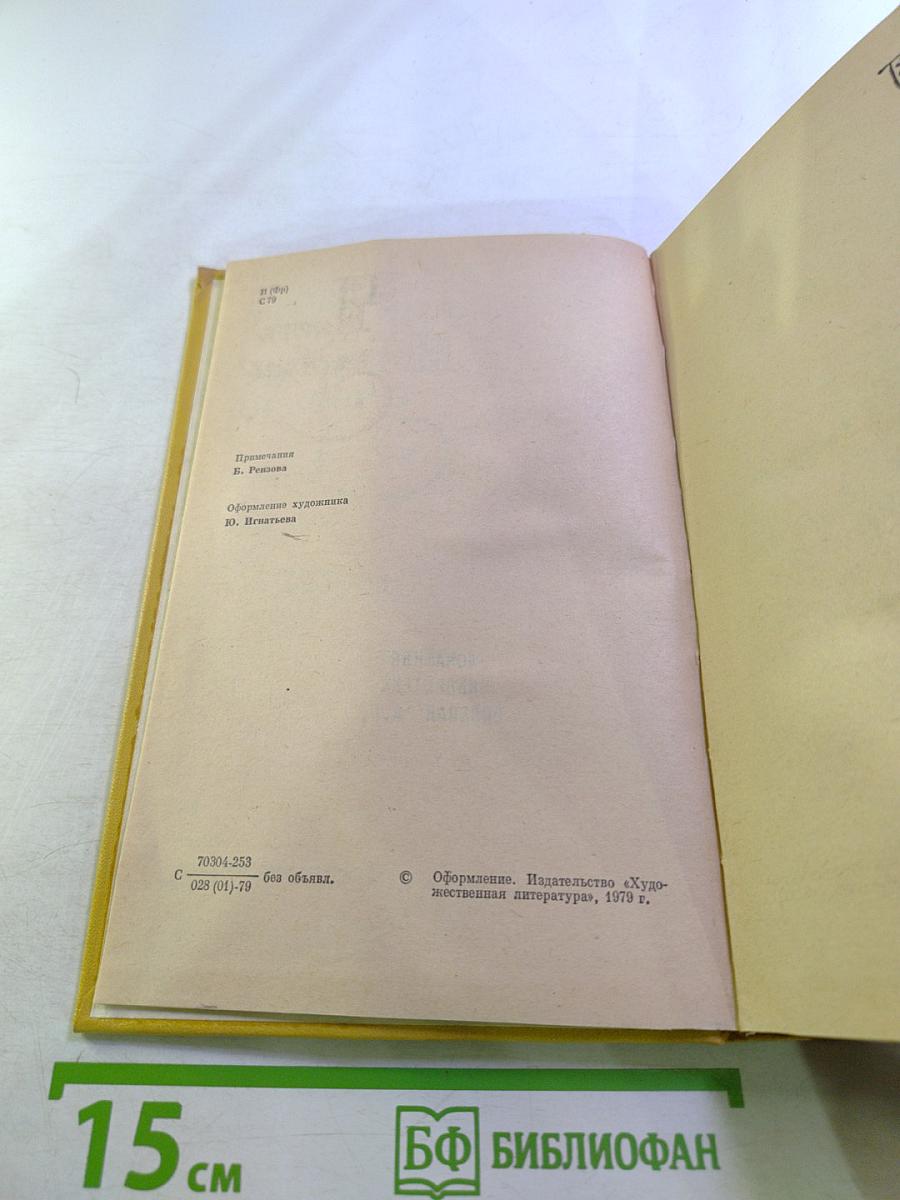 И (Фр)
С 79
Примечания
Б. Реизова
Оформление художника
Ю. Игнатьева
70304-253
С
028 (01)-79
без объявл.
© Оформление. Издательство «Худо-
жественная литература», 1979 г.
15 см
БФ БИБЛИОФАН